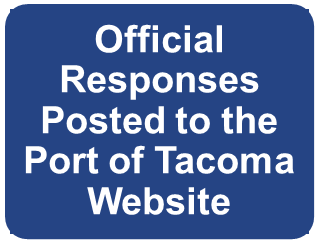 Official
Responses
Posted to the
Port of Tacoma
Website